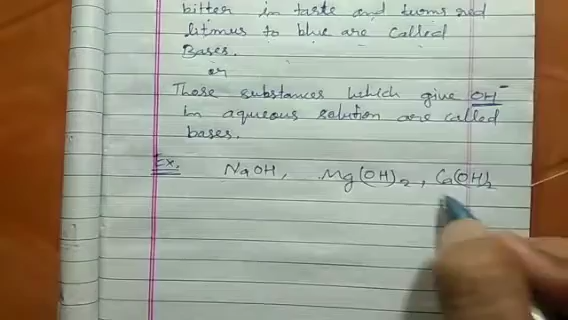 bitter in taste and turns red
litmus to blue are called
Bases.
or
Those substances which give OH⁻
in aqueous solution are called
bases.
Ex. NaOH, Mg(OH)₂, Ca(OH)₂